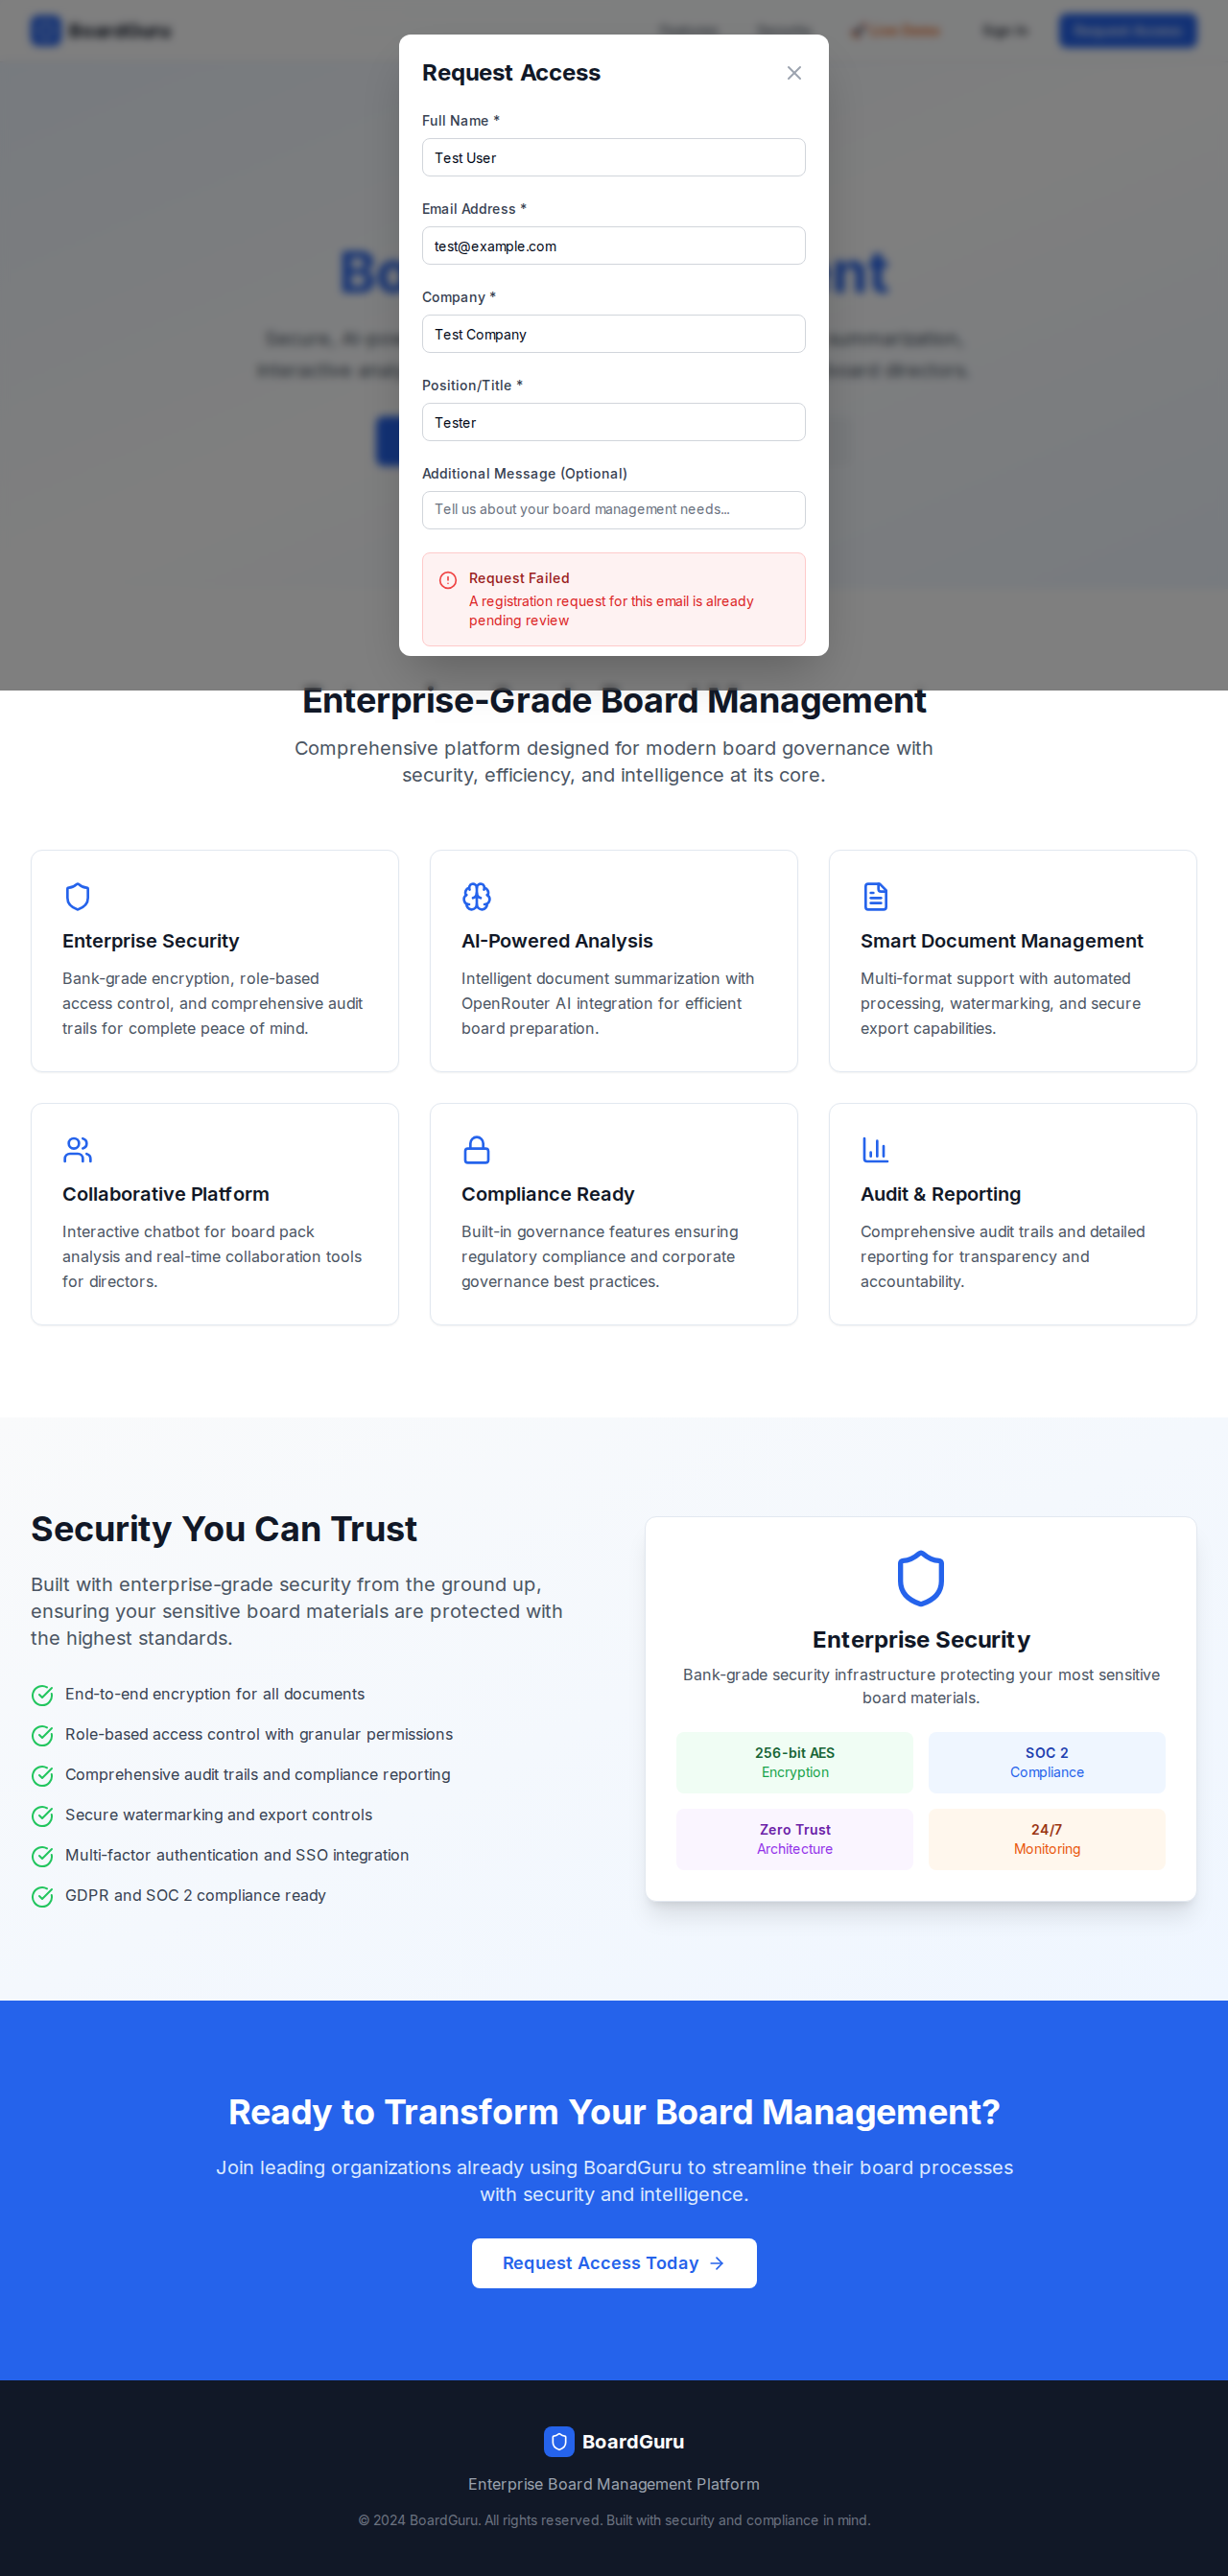 BoardGuru
Features Security 🚀 Live Demo Sign In Request Access
Request Access
Full Name *
Test User
Email Address *
test@example.com
Company *
Test Company
Position/Title *
Tester
Additional Message (Optional)
Tell us about your board management needs...
Request Failed
A registration request for this email is already
pending review
Enterprise-Grade Board Management
Comprehensive platform designed for modern board governance with
security, efficiency, and intelligence at its core.
Enterprise Security
Bank-grade encryption, role-based
access control, and comprehensive audit
trails for complete peace of mind.
AI-Powered Analysis
Intelligent document summarization with
OpenRouter AI integration for efficient
board preparation.
Smart Document Management
Multi-format support with automated
processing, watermarking, and secure
export capabilities.
Collaborative Platform
Interactive chatbot for board pack
analysis and real-time collaboration tools
for directors.
Compliance Ready
Built-in governance features ensuring
regulatory compliance and corporate
governance best practices.
Audit & Reporting
Comprehensive audit trails and detailed
reporting for transparency and
accountability.
Security You Can Trust
Built with enterprise-grade security from the ground up,
ensuring your sensitive board materials are protected with
the highest standards.
End-to-end encryption for all documents
Role-based access control with granular permissions
Comprehensive audit trails and compliance reporting
Secure watermarking and export controls
Multi-factor authentication and SSO integration
GDPR and SOC 2 compliance ready
Enterprise Security
Bank-grade security infrastructure protecting your most sensitive
board materials.
256-bit AES
Encryption
SOC 2
Compliance
Zero Trust
Architecture
24/7
Monitoring
Ready to Transform Your Board Management?
Join leading organizations already using BoardGuru to streamline their board processes
with security and intelligence.
Request Access Today
BoardGuru
Enterprise Board Management Platform
© 2024 BoardGuru. All rights reserved. Built with security and compliance in mind.